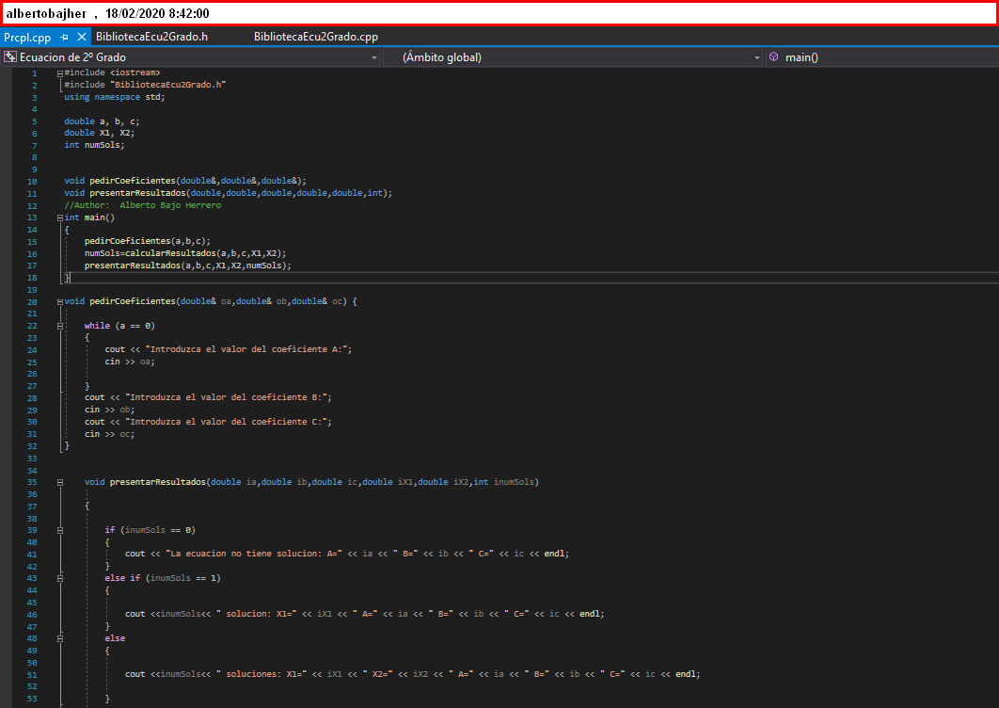 albertobajher , 18/02/2020 8:42:00
Prcpl.cpp BibliotecaEcu2Grado.h BibliotecaEcu2Grado.cpp
Ecuacion de 2º Grado (Ámbito global) main()
1 #include <iostream>
2 #include "BibliotecaEcu2Grado.h"
3 using namespace std;
4
5 double a, b, c;
6 double X1, X2;
7 int numSols;
8
9
10 void pedirCoeficientes(double&,double&,double&);
11 void presentarResultados(double,double,double,double,double,int);
12 //Author: Alberto Bajo Herrero
13 int main()
14 {
15 pedirCoeficientes(a,b,c);
16 numSols=calcularResultados(a,b,c,X1,X2);
17 presentarResultados(a,b,c,X1,X2,numSols);
18 }
19
20 void pedirCoeficientes(double& oa,double& ob,double& oc) {
21
22 while (a == 0)
23 {
24 cout << "Introduzca el valor del coeficiente A:";
25 cin >> oa;
26
27 }
28 cout << "Introduzca el valor del coeficiente B:";
29 cin >> ob;
30 cout << "Introduzca el valor del coeficiente C:";
31 cin >> oc;
32 }
33
34
35 void presentarResultados(double ia,double ib,double ic,double iX1,double iX2,int inumSols)
36
37 {
38
39 if (inumSols == 0)
40 {
41 cout << "La ecuacion no tiene solucion: A=" << ia << " B=" << ib << " C=" << ic << endl;
42 }
43 else if (inumSols == 1)
44 {
45
46 cout <<inumSols<< " solucion: X1=" << iX1 << " A=" << ia << " B=" << ib << " C=" << ic << endl;
47 }
48 else
49 {
50
51 cout <<inumSols<< " soluciones: X1=" << iX1 << " X2=" << iX2 << " A=" << ia << " B=" << ib << " C=" << ic << endl;
52
53 }